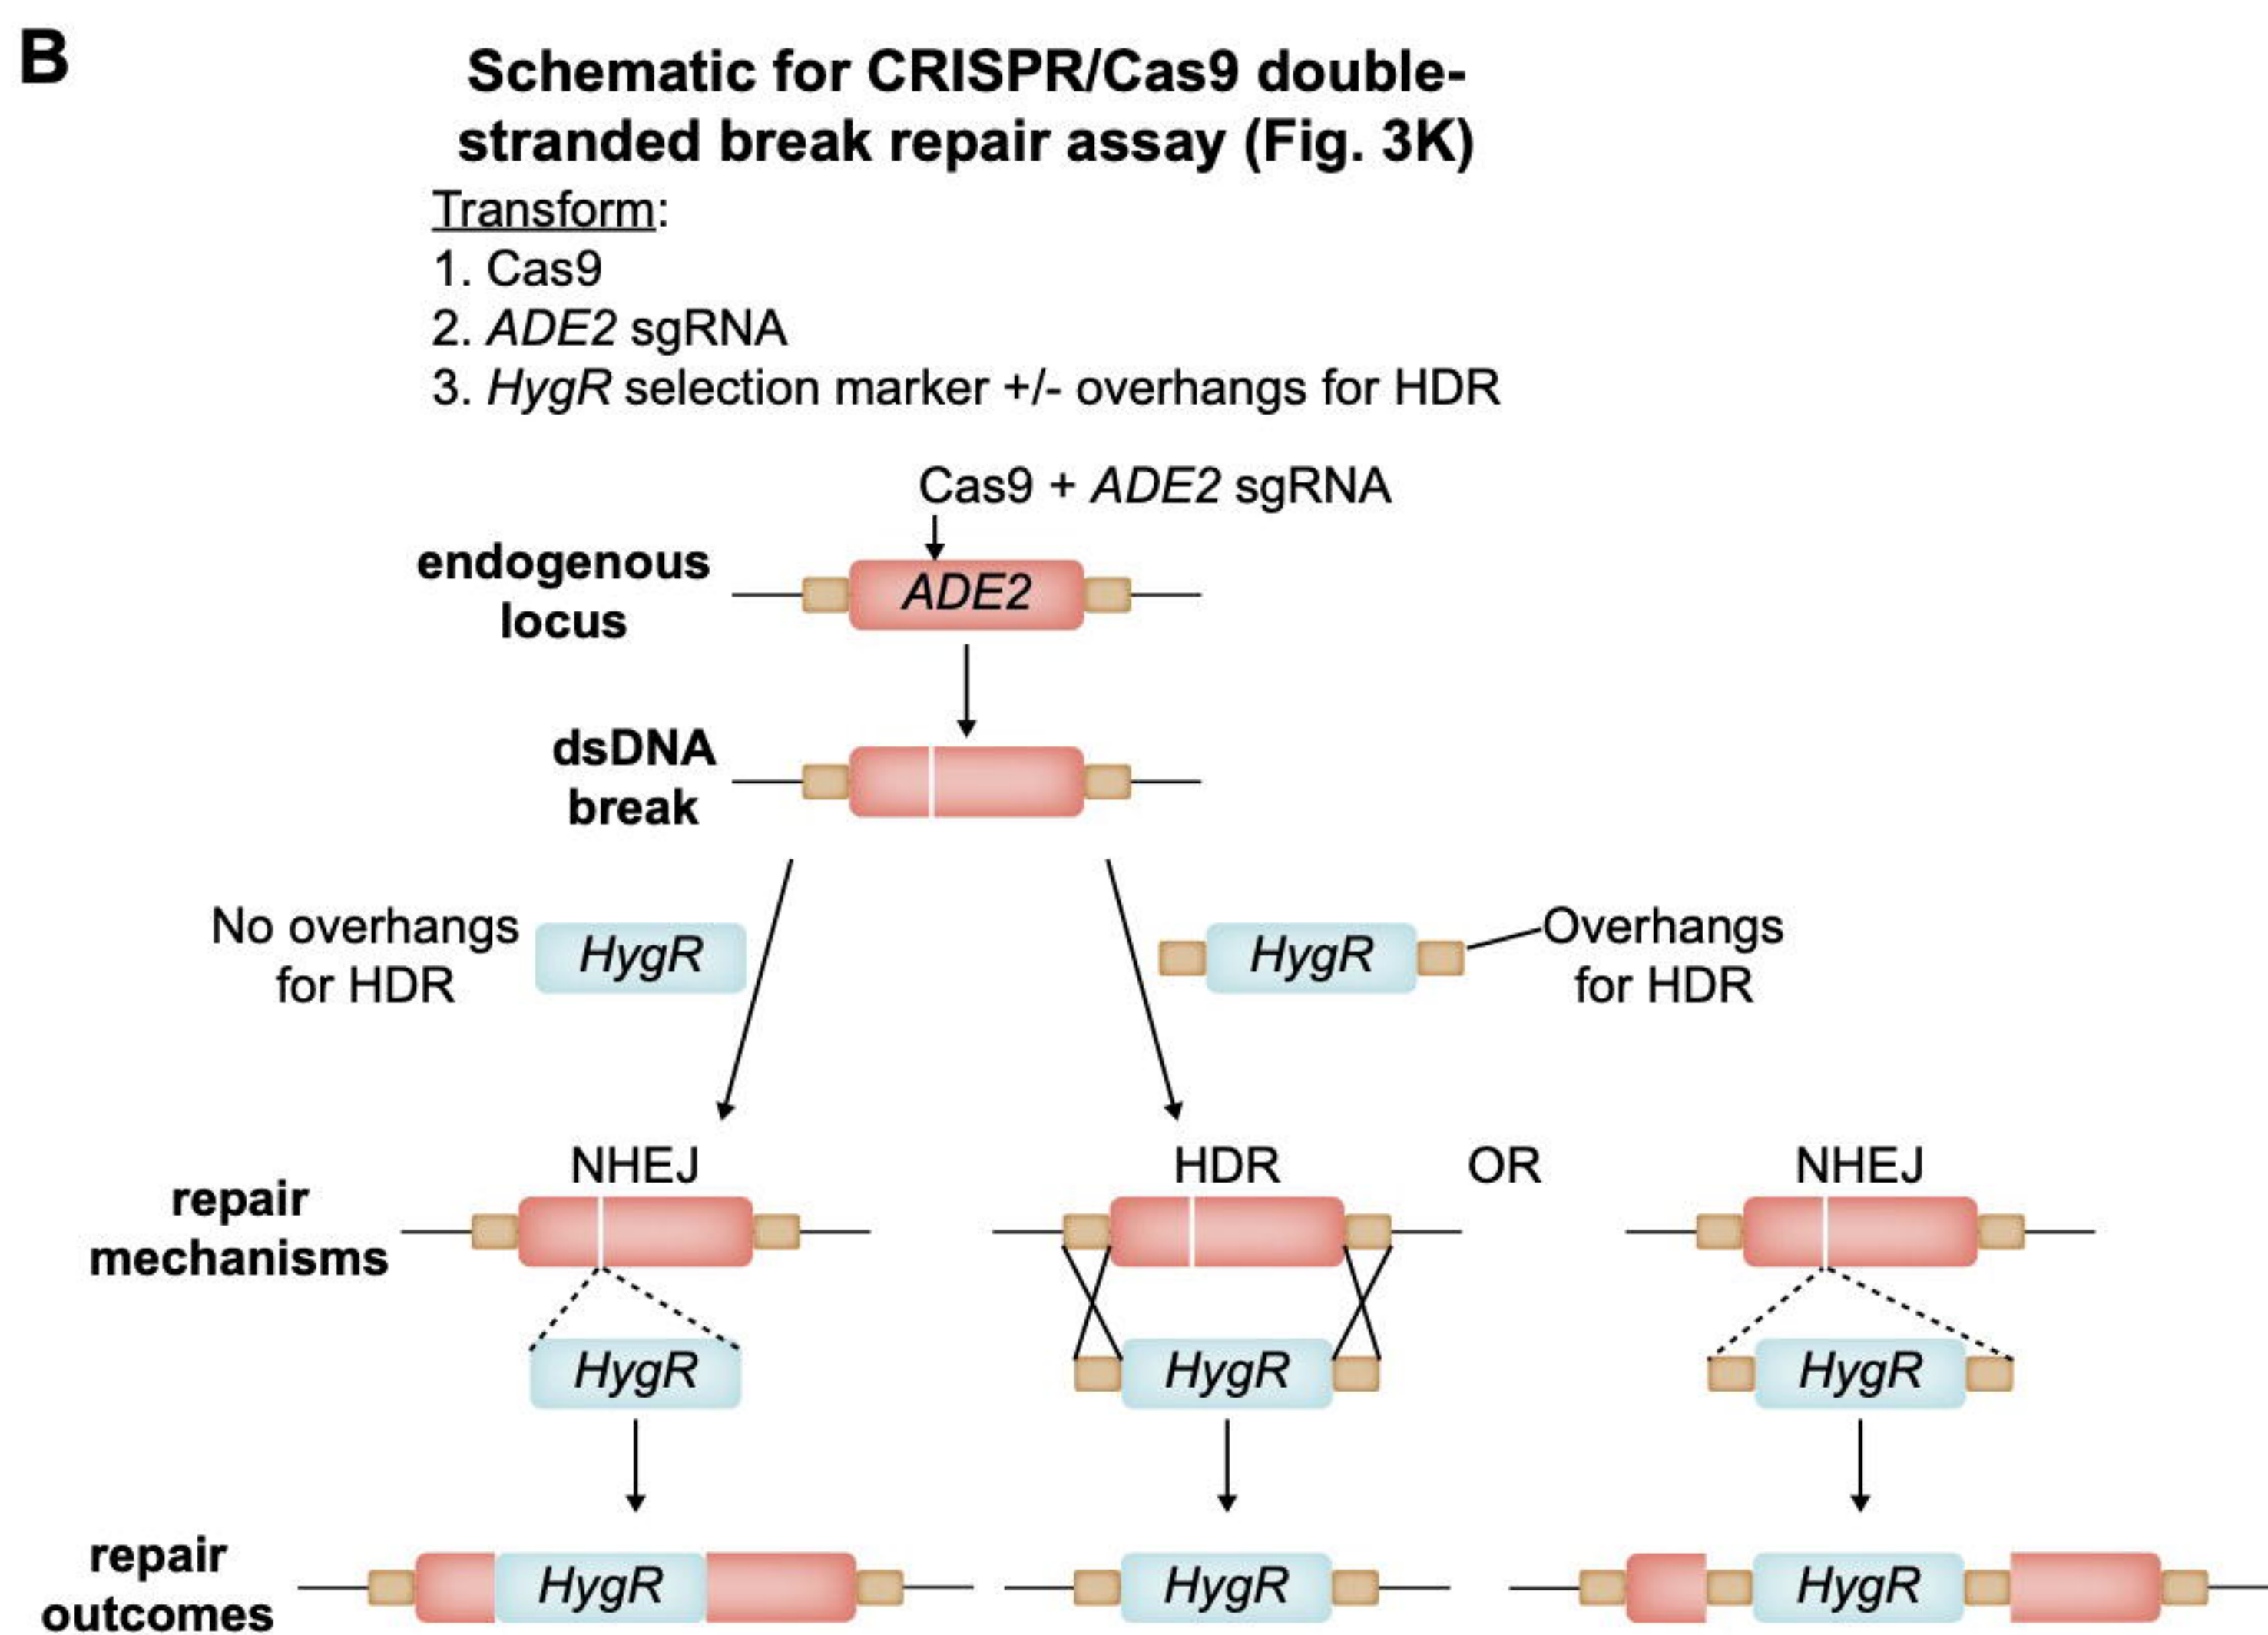 B
Schematic for CRISPR/Cas9 double-
stranded break repair assay (Fig. 3K)
Transform:
1. Cas9
2. ADE2 sgRNA
3. HygR selection marker +/- overhangs for HDR
Cas9 + ADE2 sgRNA
endogenous
locus
ADE2
dsDNA
break
No overhangs
for HDR
HygR
HygR
Overhangs
for HDR
repair
mechanisms
NHEJ
HDR
OR
NHEJ
HygR
HygR
HygR
repair
outcomes
HygR
HygR
HygR